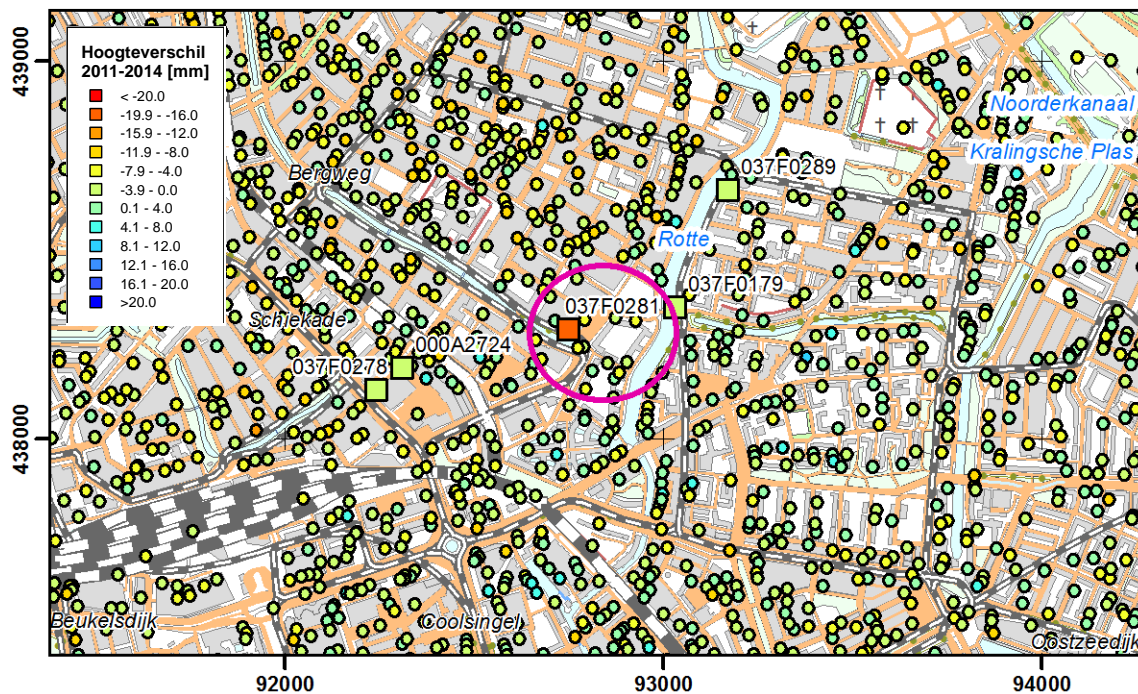 Hoogteverschil
2011-2014 [mm]
< -20.0
-19.9 - -16.0
-15.9 - -12.0
-11.9 - -8.0
-7.9 - -4.0
-3.9 - 0.0
0.1 - 4.0
4.1 - 8.0
8.1 - 12.0
12.1 - 16.0
16.1 - 20.0
>20.0
439000
438000
Noorderkanaal
Kralingsche Plas
Bergweg
037F0289
Rotte
037F0179
037F0281
Schiekade
000A2724
037F0278
Beukelsdijk
Coolsingel
Oostzeedijk
92000
93000
94000